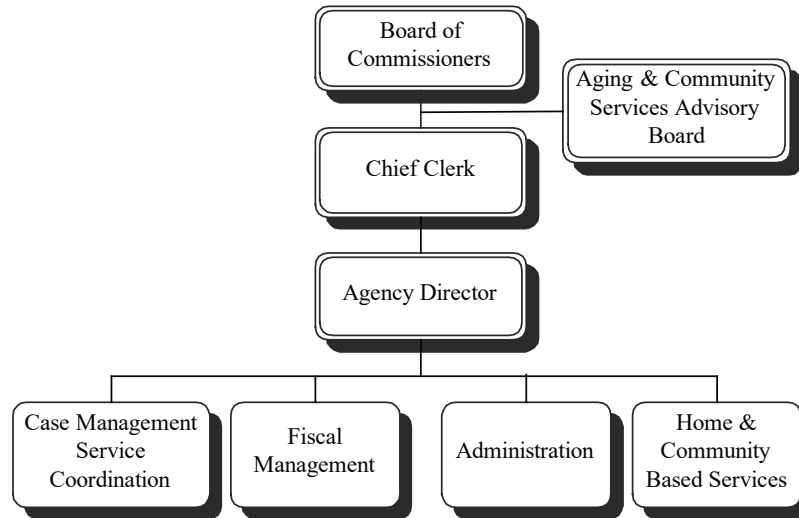 Board of
Commissioners
Aging & Community
Services Advisory
Board
Chief Clerk
Agency Director
Case Management
Service
Coordination
Fiscal
Management
Administration
Home &
Community
Based Services